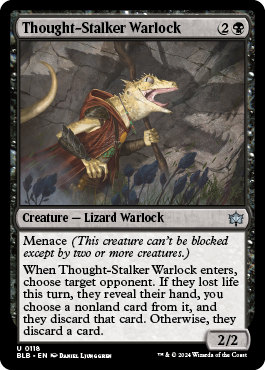 Thought-Stalker Warlock 2
Creature — Lizard Warlock
Menace (This creature can't be blocked
except by two or more creatures.)
When Thought-Stalker Warlock enters,
choose target opponent. If they lost life
this turn, they reveal their hand, you
choose a nonland card from it, and
they discard that card. Otherwise, they
discard a card.
2/2
U 0118
BLB • EN Daniel Ljunggren
™ & © 2024 Wizards of the Coast